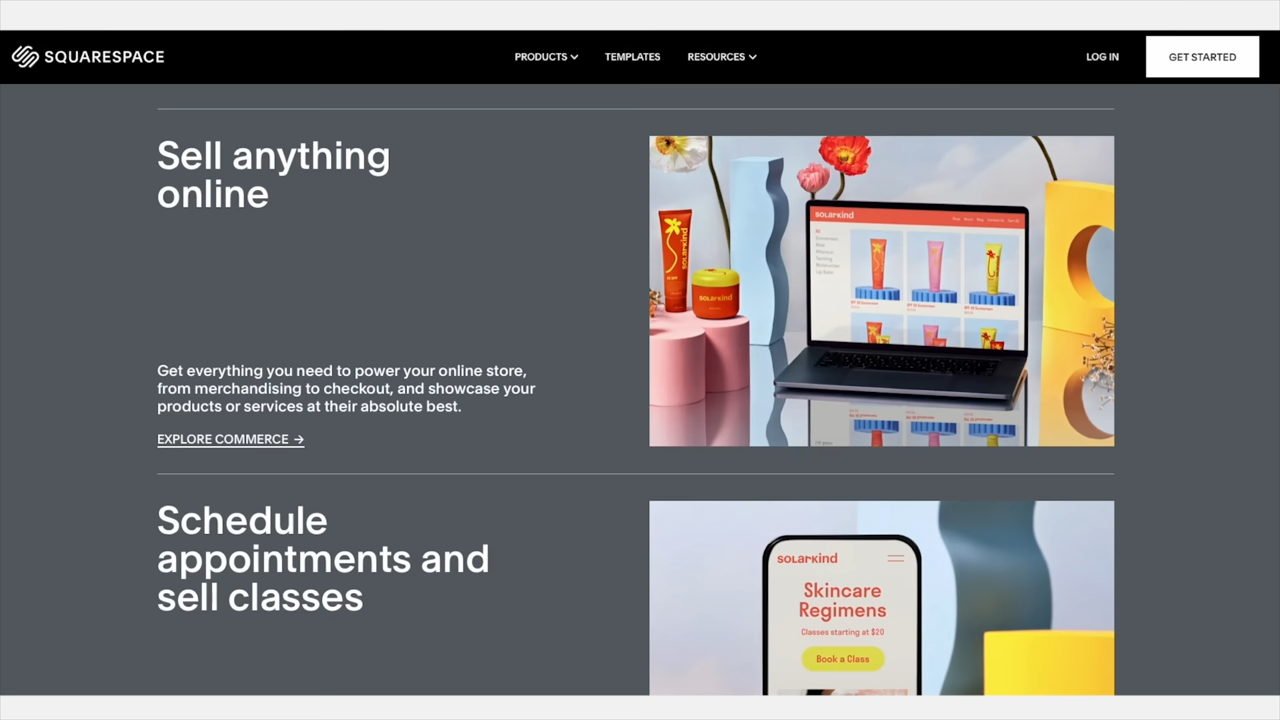 SQUARESPACE
PRODUCTS
TEMPLATES
RESOURCES
LOG IN
GET STARTED
Sell anything
online
Get everything you need to power your online store,
from merchandising to checkout, and showcase your
products or services at their absolute best.
EXPLORE COMMERCE →
solarkind
solarkind
solarkind
Schedule
appointments and
sell classes
solarkind
Skincare
Regimens
Classes starting at $20
Book a Class